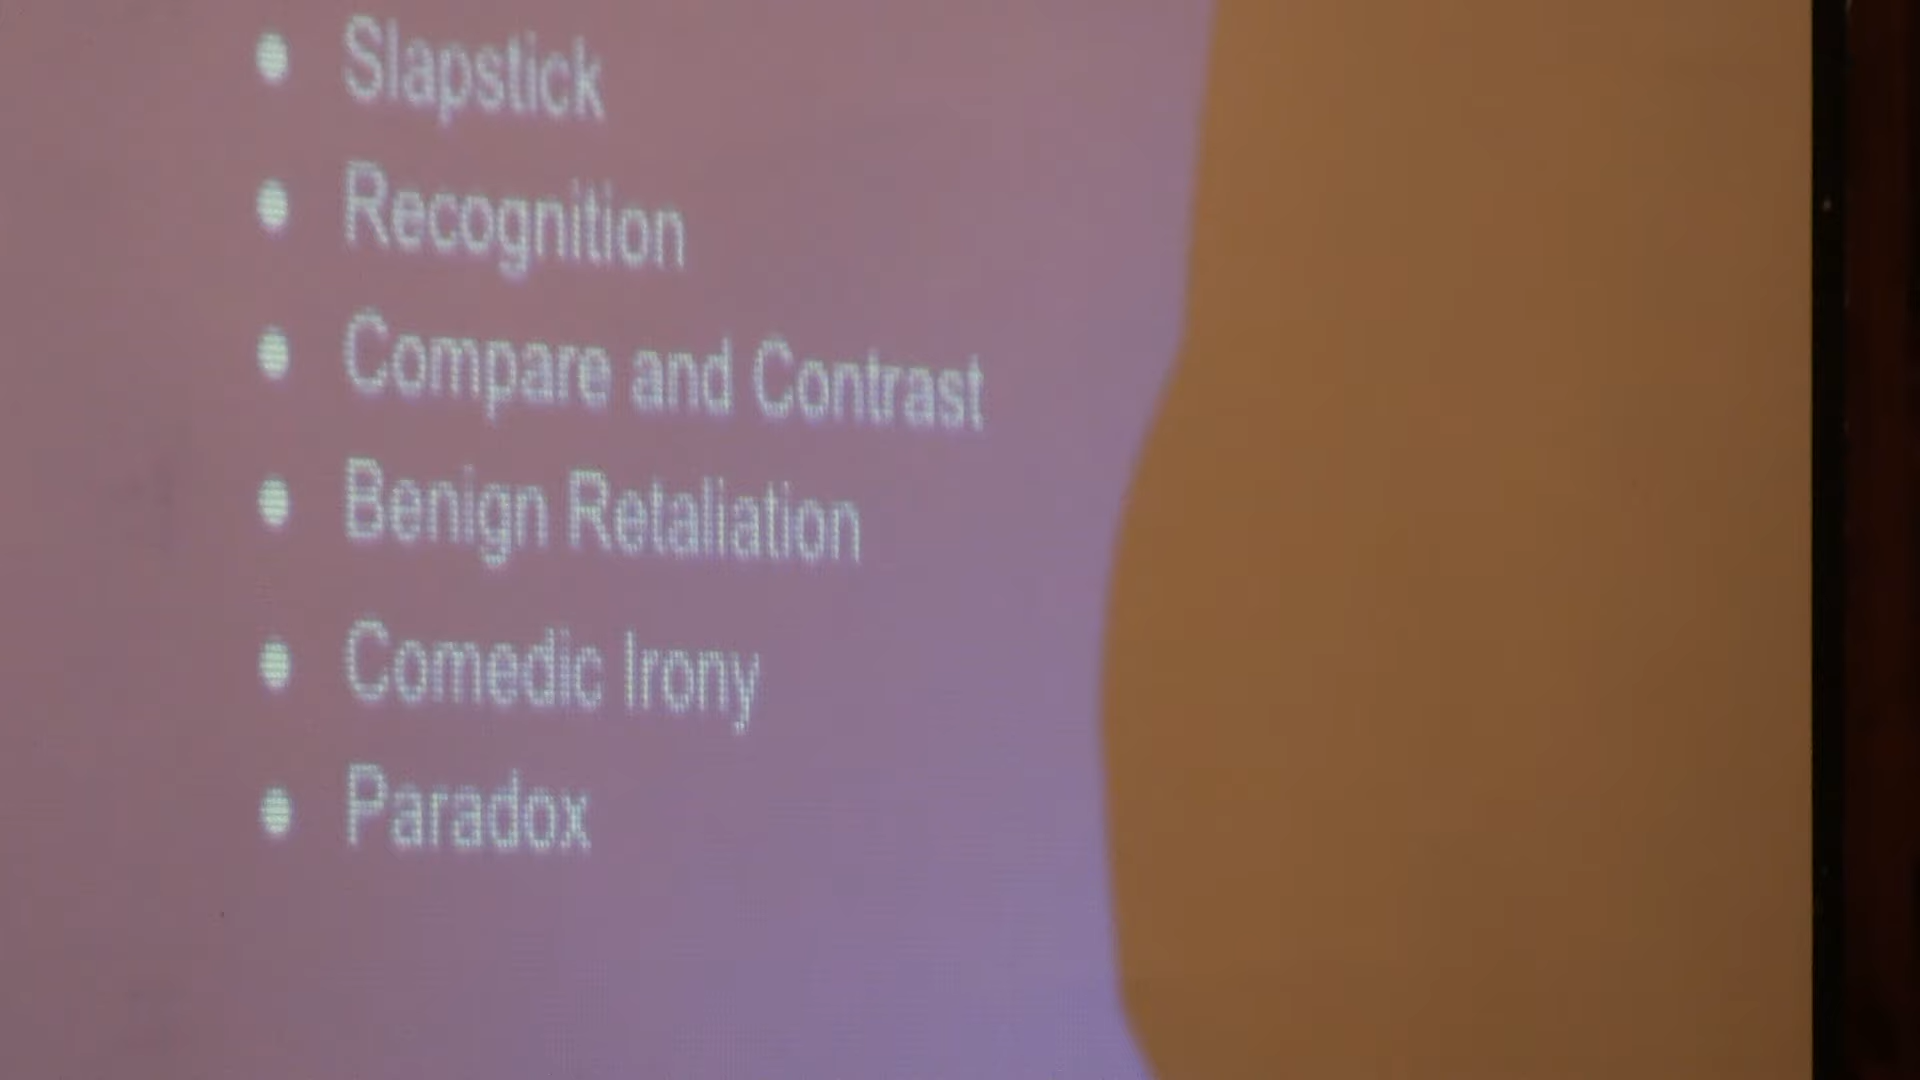 ● Slapstick
● Recognition
● Compare and Contrast
● Benign Retaliation
● Comedic Irony
● Paradox